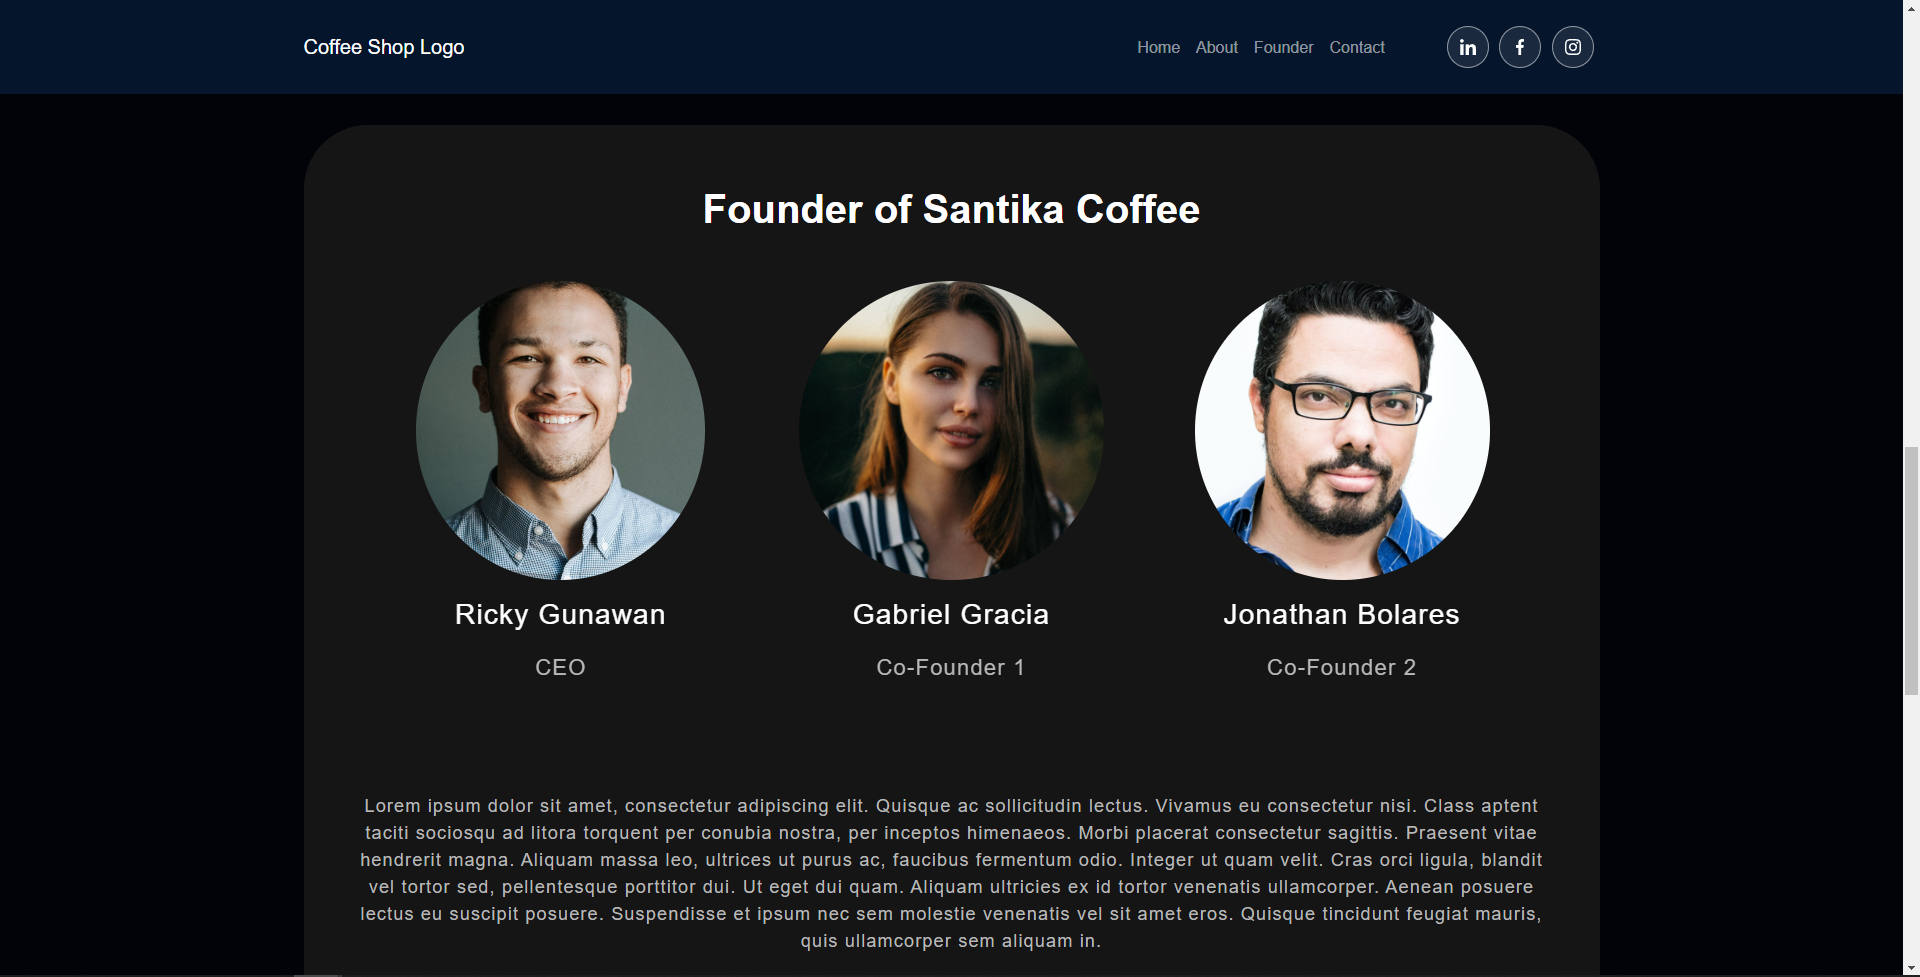 Coffee Shop Logo
Home About Founder Contact
Founder of Santika Coffee
Ricky Gunawan
CEO
Gabriel Gracia
Co-Founder 1
Jonathan Bolares
Co-Founder 2
Lorem ipsum dolor sit amet, consectetur adipiscing elit. Quisque ac sollicitudin lectus. Vivamus eu consectetur nisi. Class aptent
taciti sociosqu ad litora torquent per conubia nostra, per inceptos himenaeos. Morbi placerat consectetur sagittis. Praesent vitae
hendrerit magna. Aliquam massa leo, ultrices ut purus ac, faucibus fermentum odio. Integer ut quam velit. Cras orci ligula, blandit
vel tortor sed, pellentesque porttitor dui. Ut eget dui quam. Aliquam ultricies ex id tortor venenatis ullamcorper. Aenean posuere
lectus eu suscipit posuere. Suspendisse et ipsum nec sem molestie venenatis vel sit amet eros. Quisque tincidunt feugiat mauris,
quis ullamcorper sem aliquam in.